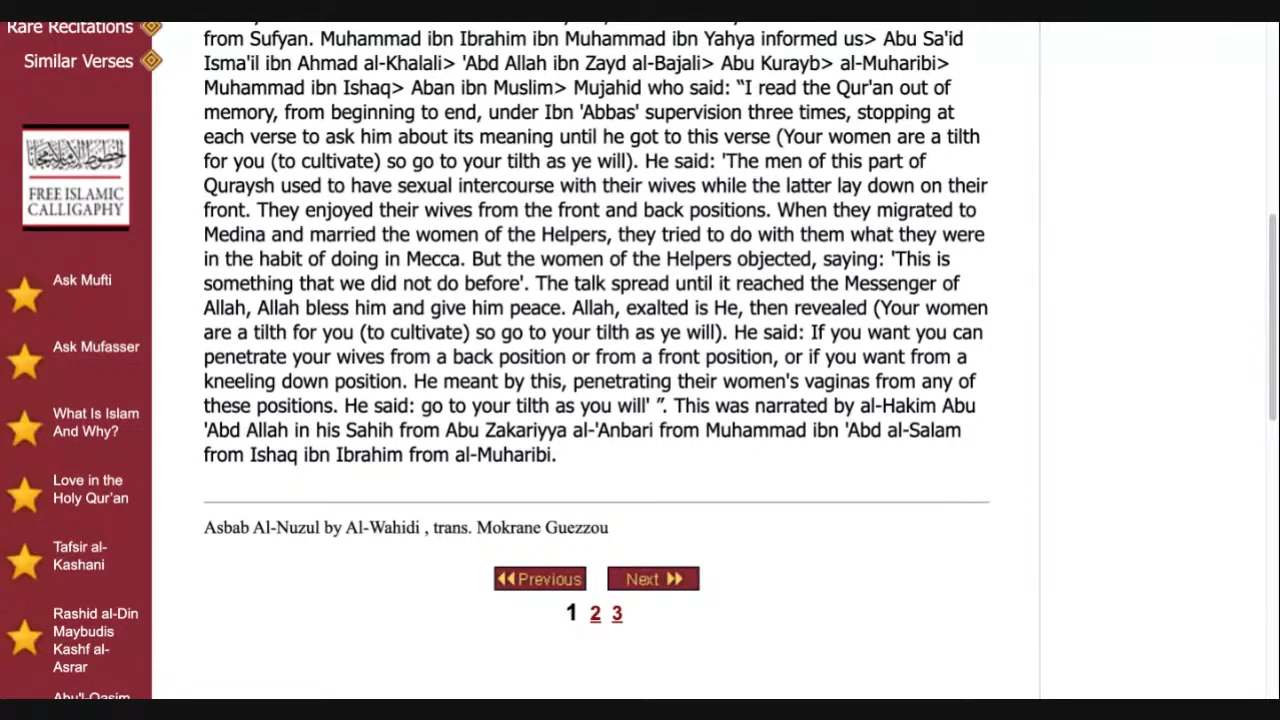 Rare Recitations
Similar Verses
FREE ISLAMIC
CALLIGAPHY
Ask Mufti
Ask Mufasser
What Is Islam
And Why?
Love in the
Holy Qur'an
Tafsir al-
Kashani
Rashid al-Din
Maybudis
Kashf al-
Asrar
Abu'l-Qasim
from Sufyan. Muhammad ibn Ibrahim ibn Muhammad ibn Yahya informed us> Abu Sa'id
Isma'il ibn Ahmad al-Khalali> 'Abd Allah ibn Zayd al-Bajali> Abu Kurayb> al-Muharibi>
Muhammad ibn Ishaq> Aban ibn Muslim> Mujahid who said: “I read the Qur'an out of
memory, from beginning to end, under Ibn 'Abbas' supervision three times, stopping at
each verse to ask him about its meaning until he got to this verse (Your women are a tilth
for you (to cultivate) so go to your tilth as ye will). He said: 'The men of this part of
Quraysh used to have sexual intercourse with their wives while the latter lay down on their
front. They enjoyed their wives from the front and back positions. When they migrated to
Medina and married the women of the Helpers, they tried to do with them what they were
in the habit of doing in Mecca. But the women of the Helpers objected, saying: 'This is
something that we did not do before'. The talk spread until it reached the Messenger of
Allah, Allah bless him and give him peace. Allah, exalted is He, then revealed (Your women
are a tilth for you (to cultivate) so go to your tilth as ye will). He said: If you want you can
penetrate your wives from a back position or from a front position, or if you want from a
kneeling down position. He meant by this, penetrating their women's vaginas from any of
these positions. He said: go to your tilth as you will' ”. This was narrated by al-Hakim Abu
'Abd Allah in his Sahih from Abu Zakariyya al-'Anbari from Muhammad ibn 'Abd al-Salam
from Ishaq ibn Ibrahim from al-Muharibi.
Asbab Al-Nuzul by Al-Wahidi , trans. Mokrane Guezzou
Previous Next
1 2 3